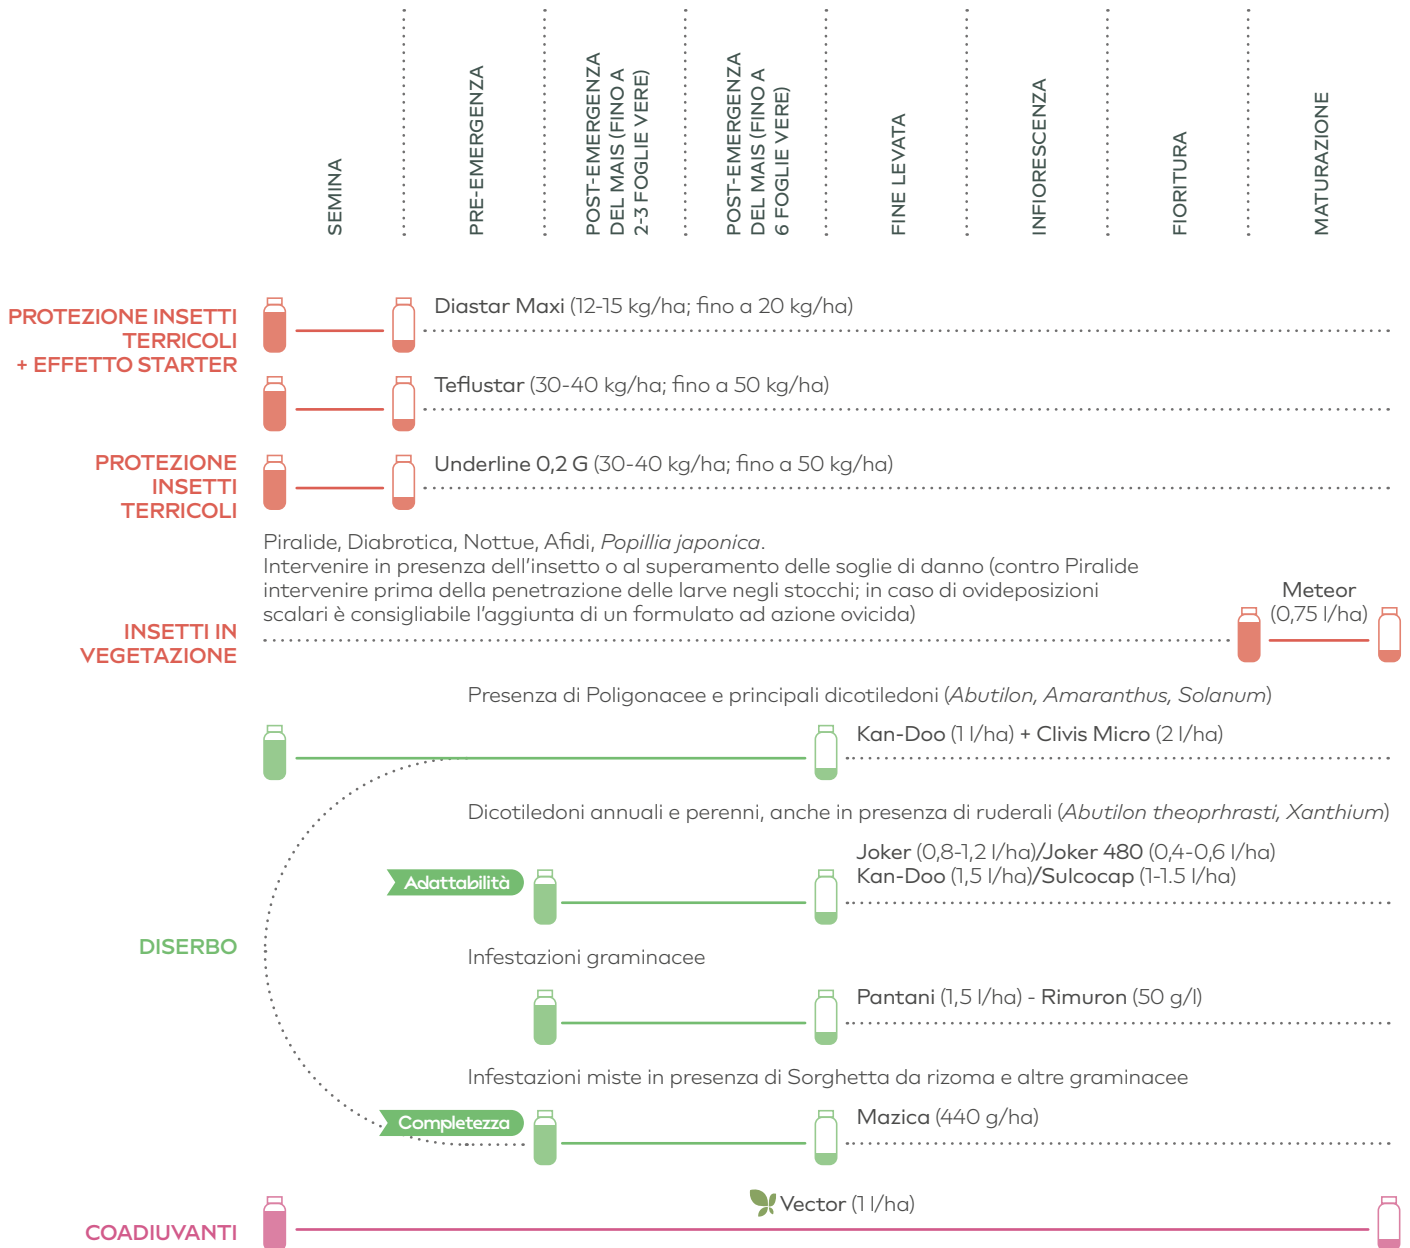 SEMINA
PRE-EMERGENZA
POST-EMERGENZA
DEL MAIS (FINO A
2-3 FOGLIE VERE)
POST-EMERGENZA
DEL MAIS (FINO A
6 FOGLIE VERE)
FINE LEVATA
INFIORESCENZA
FIORITURA
MATURAZIONE
PROTEZIONE INSETTI
TERRICOLI
+ EFFETTO STARTER
Diastar Maxi (12-15 kg/ha; fino a 20 kg/ha)
Teflustar (30-40 kg/ha; fino a 50 kg/ha)
PROTEZIONE
INSETTI
TERRICOLI
Underline 0,2 G (30-40 kg/ha; fino a 50 kg/ha)
Piralide, Diabrotica, Nottue, Afidi, Popillia japonica.
Intervenire in presenza dell'insetto o al superamento delle soglie di danno (contro Piralide
intervenire prima della penetrazione delle larve negli stocchi; in caso di ovideposizioni
scalari è consigliabile l'aggiunta di un formulato ad azione ovicida)
INSETTI IN
VEGETAZIONE
Meteor
(0,75 l/ha)
Presenza di Poligonacee e principali dicotiledoni (Abutilon, Amaranthus, Solanum)
Kan-Doo (1 l/ha) + Clivis Micro (2 l/ha)
Dicotiledoni annuali e perenni, anche in presenza di ruderali (Abutilon theoprhrasti, Xanthium)
Adattabilità
Joker (0,8-1,2 l/ha)/Joker 480 (0,4-0,6 l/ha)
Kan-Doo (1,5 l/ha)/Sulcocap (1-1.5 l/ha)
DISERBO
Infestazioni graminacee
Pantani (1,5 l/ha) - Rimuron (50 g/l)
Infestazioni miste in presenza di Sorghetta da rizoma e altre graminacee
Completezza
Mazica (440 g/ha)
COADIUVANTI
Vector (1 l/ha)